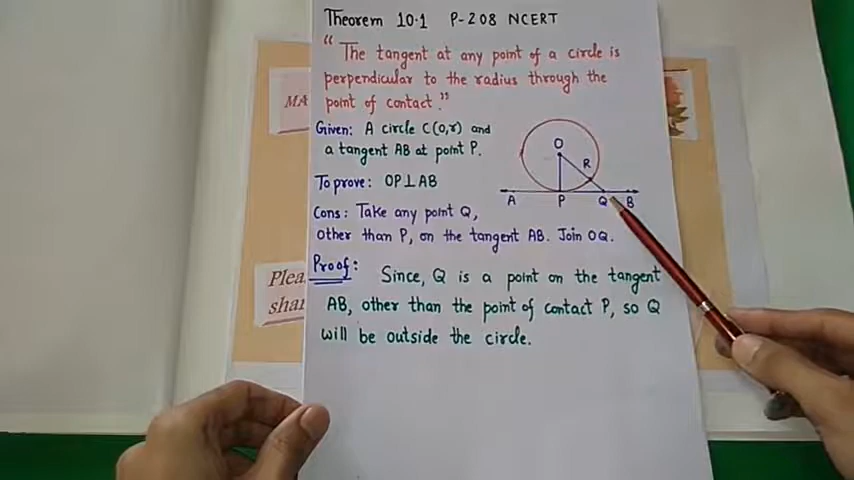 Theorem 10.1 P-208 NCERT
"The tangent at any point of a circle is
perpendicular to the radius through the
point of contact."
Given: A circle C(O,r) and
a tangent AB at point P.
To prove: OP⊥AB
Cons: Take any point Q,
other than P, on the tangent AB. Join OQ.
O
R
A P Q B
Proof: Since, Q is a point on the tangent
AB, other than the point of contact P, so Q
will be outside the circle.
MA
Pleas
shar